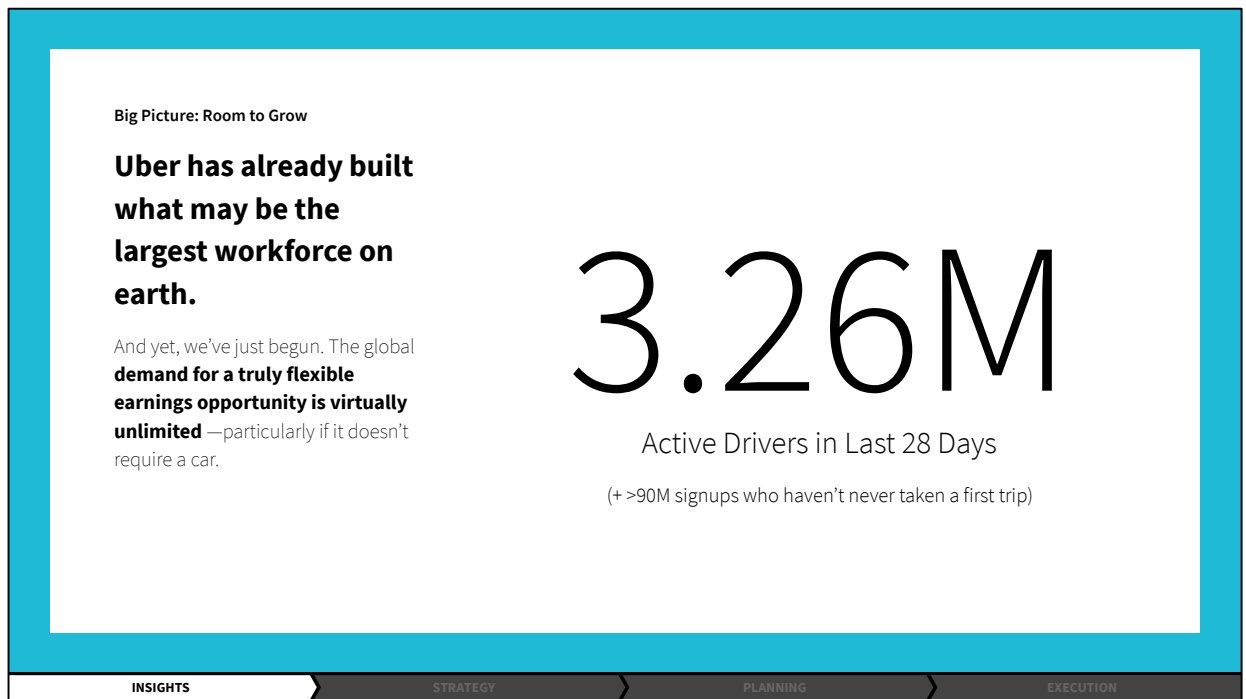 Big Picture: Room to Grow
Uber has already built
what may be the
largest workforce on
earth.
And yet, we’ve just begun. The global
demand for a truly flexible
earnings opportunity is virtually
unlimited —particularly if it doesn’t
require a car.
3.26M
Active Drivers in Last 28 Days
(+ >90M signups who haven’t never taken a first trip)
INSIGHTS
STRATEGY
PLANNING
EXECUTION